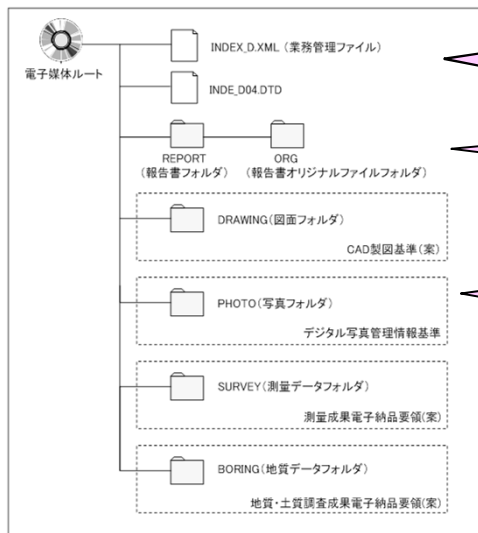 電子媒体ルート
INDEX_D.XML (業務管理ファイル)
INDE_D04.DTD
REPORT
(報告書フォルダ)
ORG
(報告書オリジナルファイルフォルダ)
DRAWING(図面フォルダ)
CAD製図基準(案)
PHOTO(写真フォルダ)
デジタル写真管理情報基準
SURVEY(測量データフォルダ)
測量成果電子納品要領(案)
BORING(地質データフォルダ)
地質・土質調査成果電子納品要領(案)